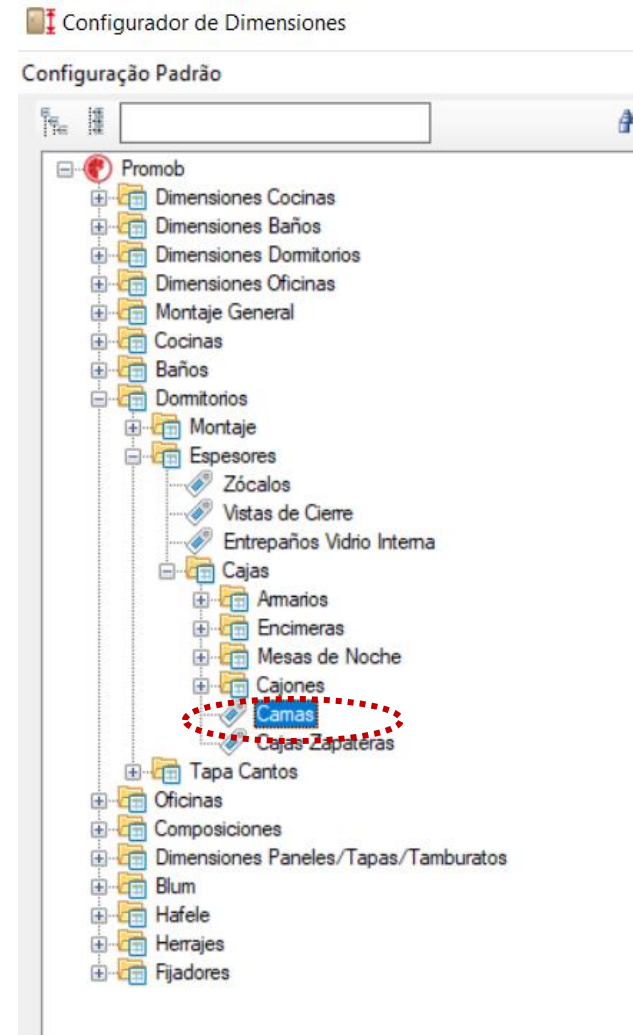 Configurador de Dimensiones
Configuração Padrão
Promob
Dimensiones Cocinas
Dimensiones Baños
Dimensiones Dormitorios
Dimensiones Oficinas
Montaje General
Cocinas
Baños
Dormitorios
Montaje
Espesores
Zócalos
Vistas de Cierre
Entrepaños Vidrio Interna
Cajas
Armarios
Encimeras
Mesas de Noche
Cajones
Camas
Cajas Zapateras
Tapa Cantos
Oficinas
Composiciones
Dimensiones Paneles/Tapas/Tamburatos
Blum
Hafele
Herrajes
Fijadores